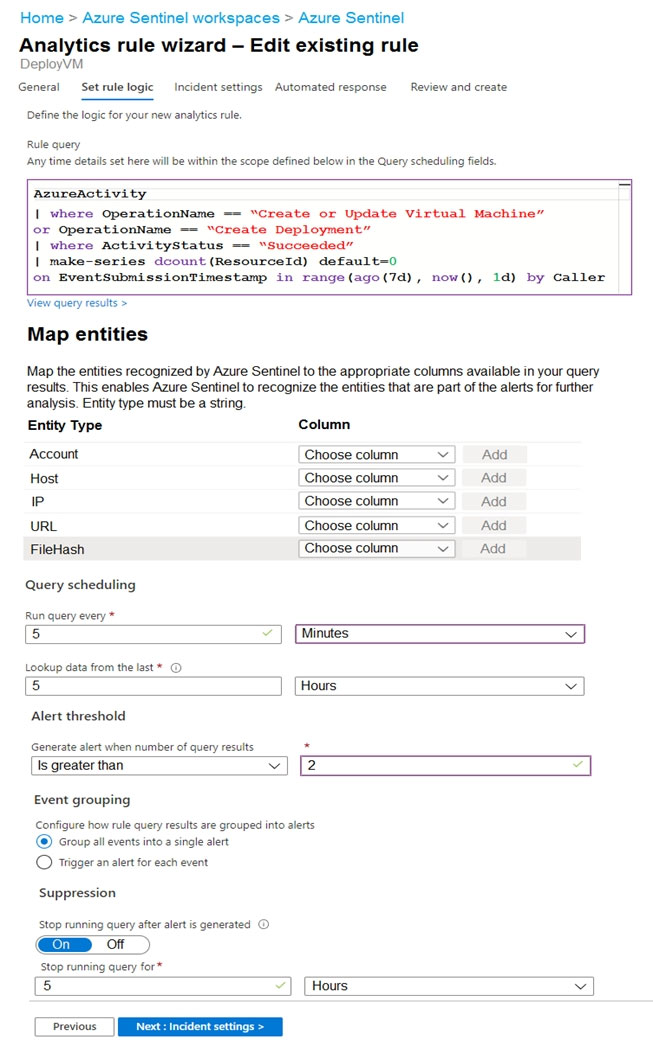 Home > Azure Sentinel workspaces > Azure Sentinel
Analytics rule wizard – Edit existing rule
DeployVM
General Set rule logic Incident settings Automated response Review and create
Define the logic for your new analytics rule.
Rule query
Any time details set here will be within the scope defined below in the Query scheduling fields.
AzureActivity
| where OperationName == “Create or Update Virtual Machine”
or OperationName == “Create Deployment”
| where ActivityStatus == “Succeeded”
| make-series dcount(ResourceId) default=0
on EventSubmissionTimestamp in range(ago(7d), now(), 1d) by Caller
View query results >
Map entities
Map the entities recognized by Azure Sentinel to the appropriate columns available in your query
results. This enables Azure Sentinel to recognize the entities that are part of the alerts for further
analysis. Entity type must be a string.
Entity Type Column
Account Choose column Add
Host Choose column Add
IP Choose column Add
URL Choose column Add
FileHash Choose column Add
Query scheduling
Run query every *
5 Minutes
Lookup data from the last *
5 Hours
Alert threshold
Generate alert when number of query results *
Is greater than 2
Event grouping
Configure how rule query results are grouped into alerts
Group all events into a single alert
Trigger an alert for each event
Suppression
Stop running query after alert is generated
On Off
Stop running query for *
5 Hours
Previous Next : Incident settings >